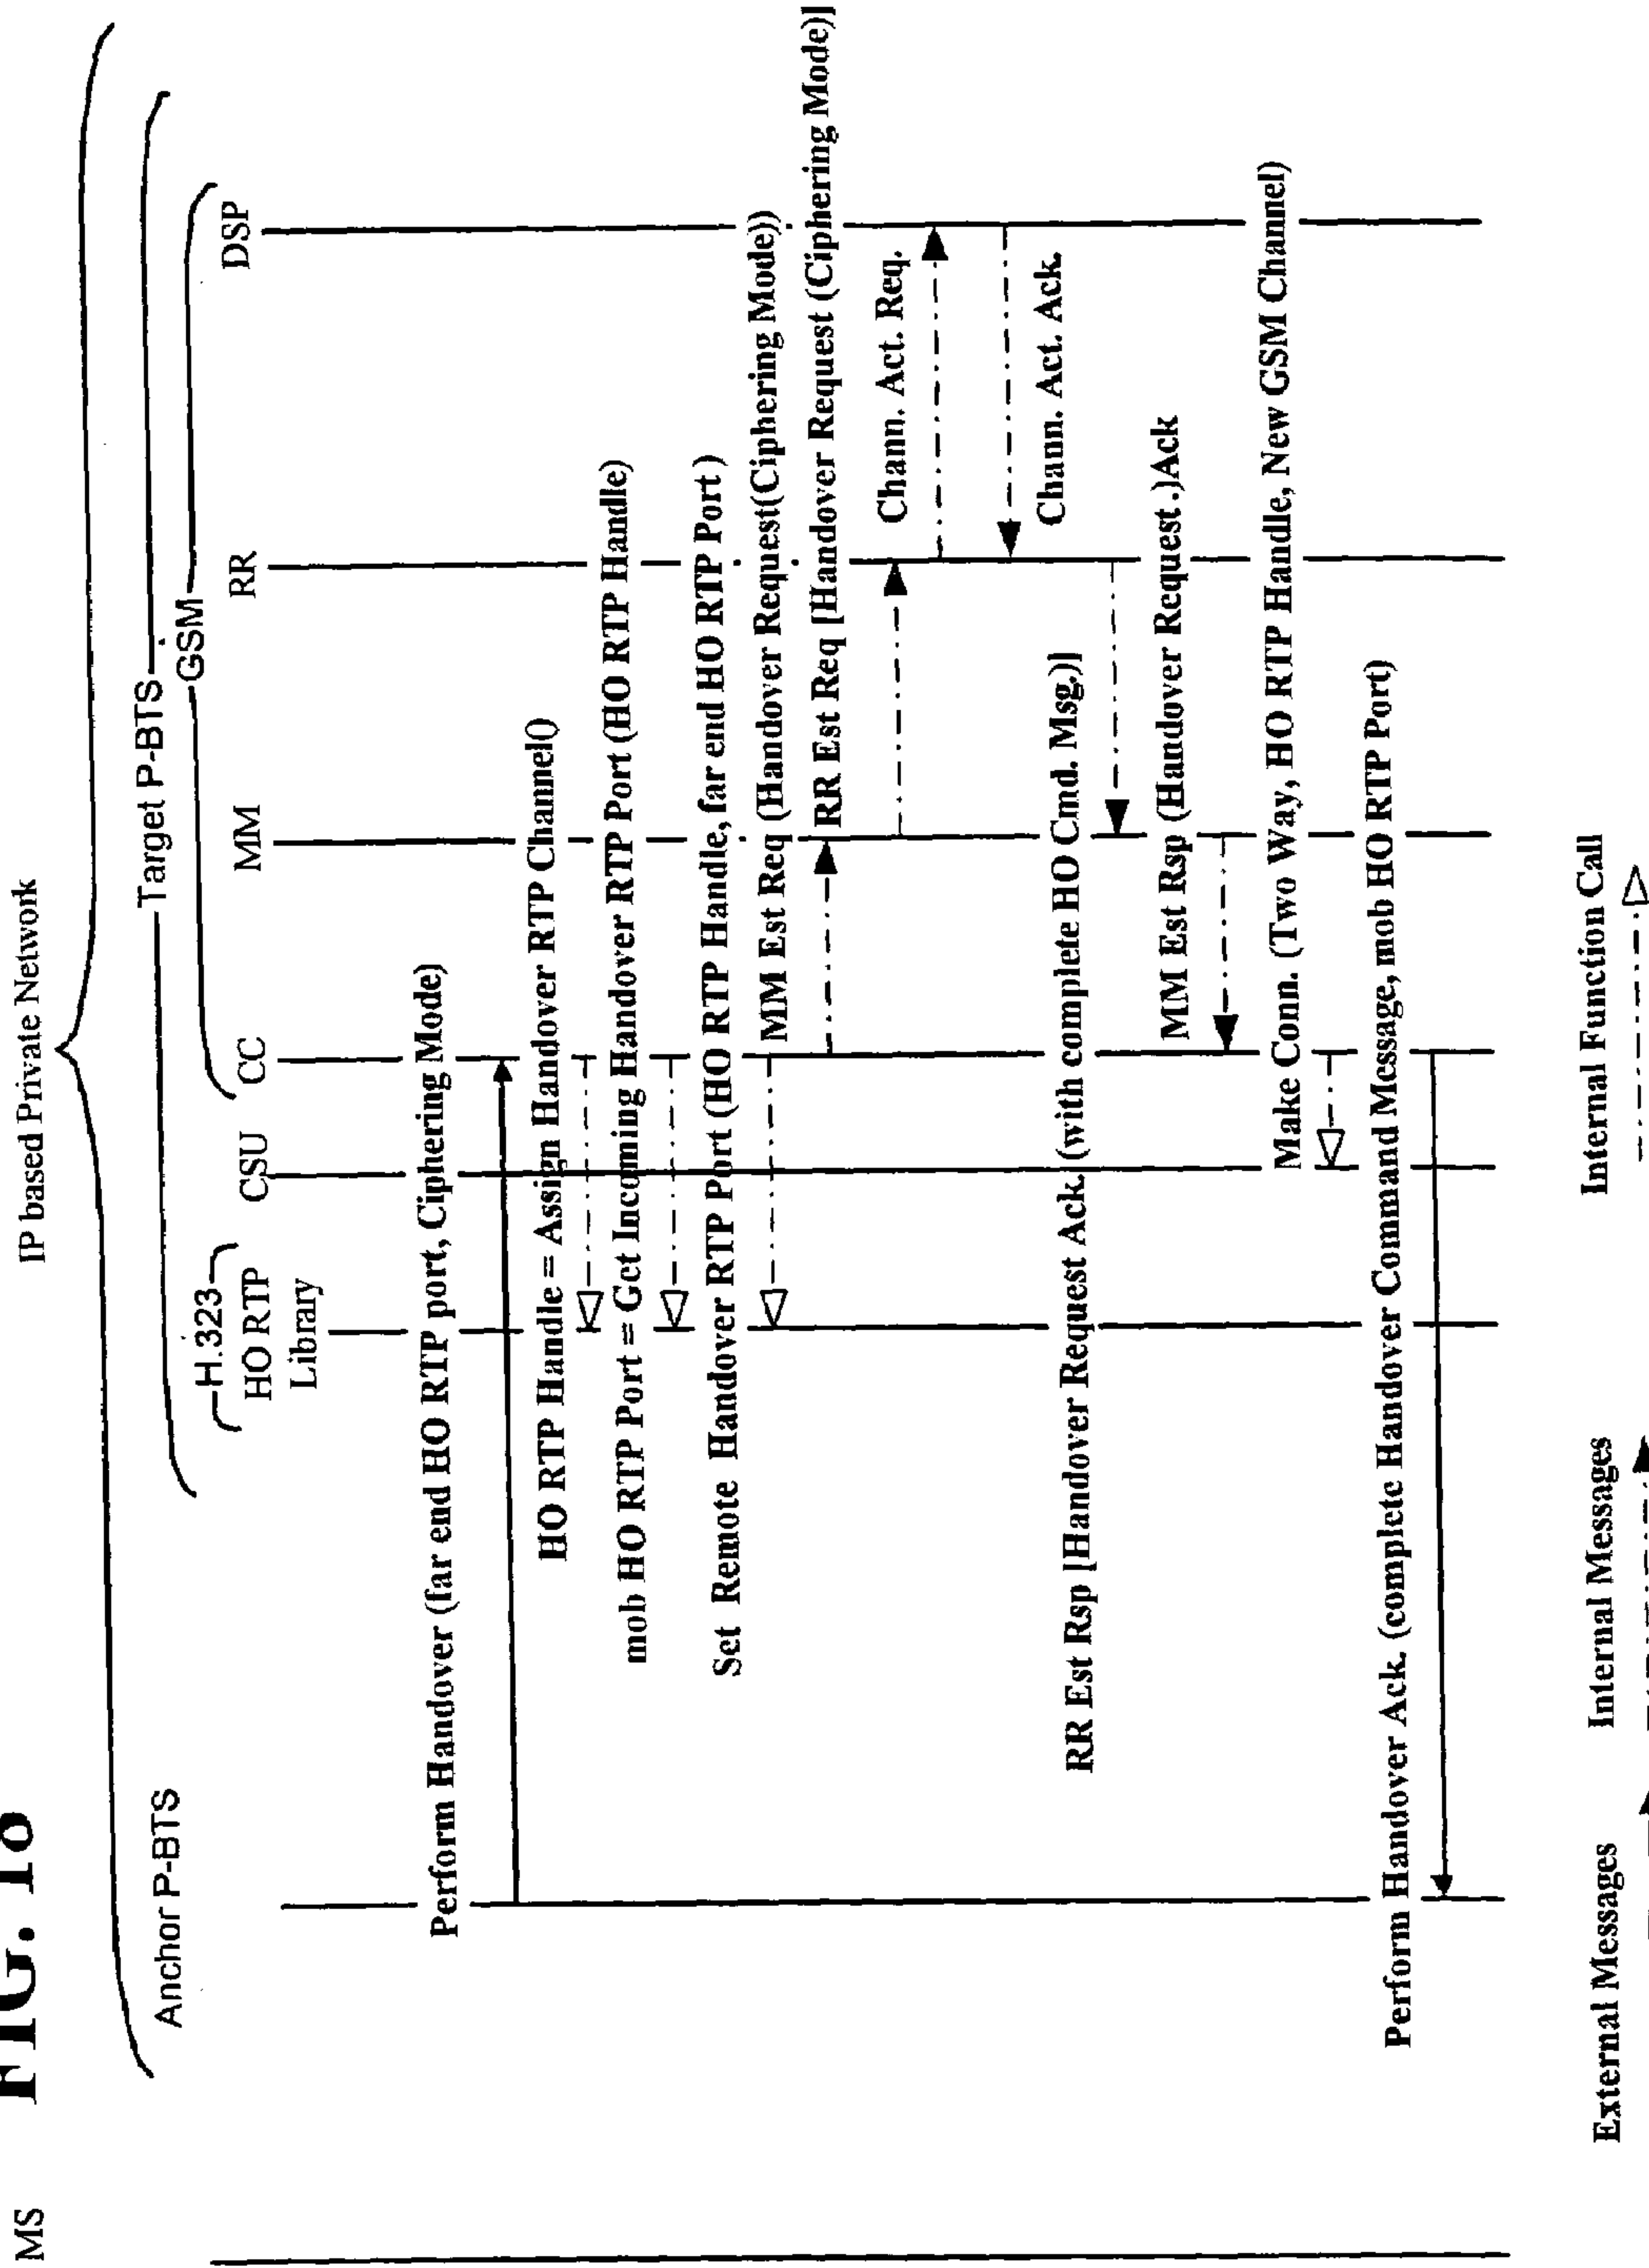 MS
FIG. 18
IP based Private Network
Anchor P-BTS
Target P-BTS
H.323
GSM
HO RTP
Library
CSU
CC
MM
RR
DSP
Perform Handover (far end HO RTP port, Ciphering Mode)
HO RTP Handle = Assign Handover RTP Channel()
mob HO RTP Port = Get Incoming Handover RTP Port (HO RTP Handle)
Set Remote Handover RTP Port (HO RTP Handle, far end HO RTP Port )
MM Est Req (Handover Request(Ciphering Mode))
RR Est Req [Handover Request (Ciphering Mode)]
Chann. Act. Req.
Chann. Act. Ack.
RR Est Rsp [Handover Request Ack. (with complete HO Cmd. Msg.)]
MM Est Rsp (Handover Request .)Ack
Make Conn. (Two Way, HO RTP Handle, New GSM Channel)
Perform Handover Ack. (complete Handover Command Message, mob HO RTP Port)
External Messages
Internal Messages
Internal Function Call